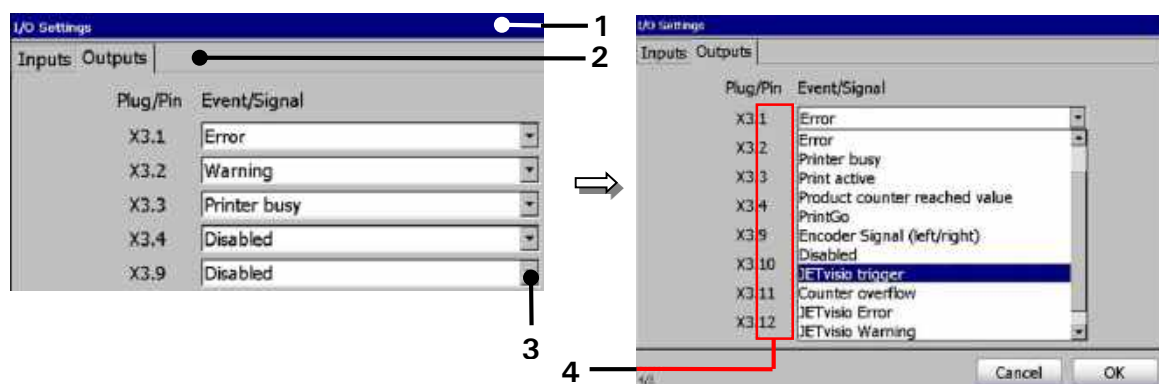 I/O Settings
1
Inputs Outputs
2
Plug/Pin Event/Signal
X3.1 Error
X3.2 Warning
X3.3 Printer busy
X3.4 Disabled
X3.9 Disabled
3
I/O Settings
Inputs Outputs
Plug/Pin Event/Signal
X3.1 Error
Error
X3.2
Printer busy
X3.3 Print active
Product counter reached value
X3.4
PrintGo
X3.9 Encoder Signal (left/right)
Disabled
X3.10
JETvisio trigger
X3.11 Counter overflow
JETvisio Error
X3.12
JETvisio Warning
4
Cancel OK